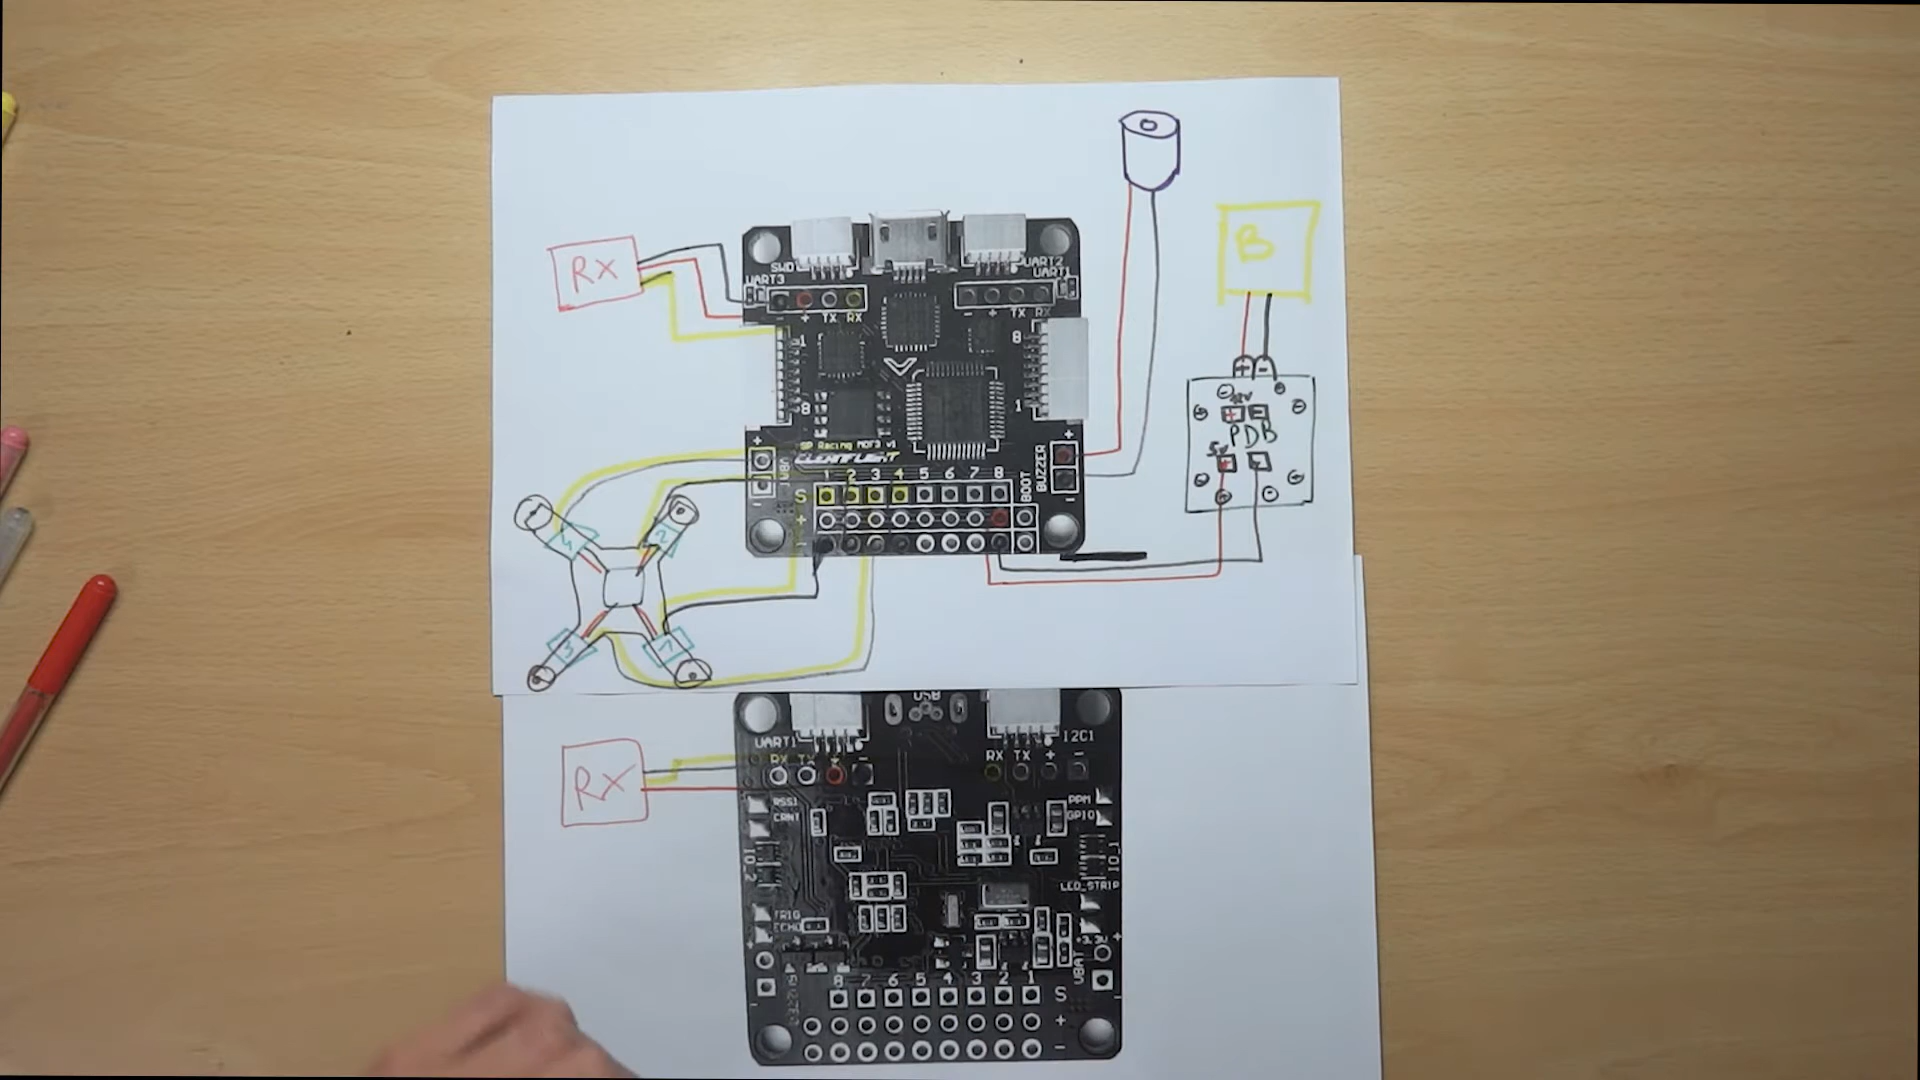 B
RX
SWD
UART2
UART3
UART1
- + TX RX
- + TX RX
1
8
8
1
+ -
12V
PDB
5V
SP Racing MOF3 v1
CLEANFLIGHT
+
VBAT
-
+
BUZZER
-
1 2 3 4 5 6 7 8
BOOT
S
+
-
4
2
3
1
USB
UART1
I2C1
RX TX + -
RX TX + -
RX
RSSI
CRNT
PPM
GPIO
IO_2
IO_1
LED_STRIP
TRIG
ECHO
+3.3V
+
+
VBAT
-
-
BUZZER
8 7 6 5 4 3 2 1
S
+
-